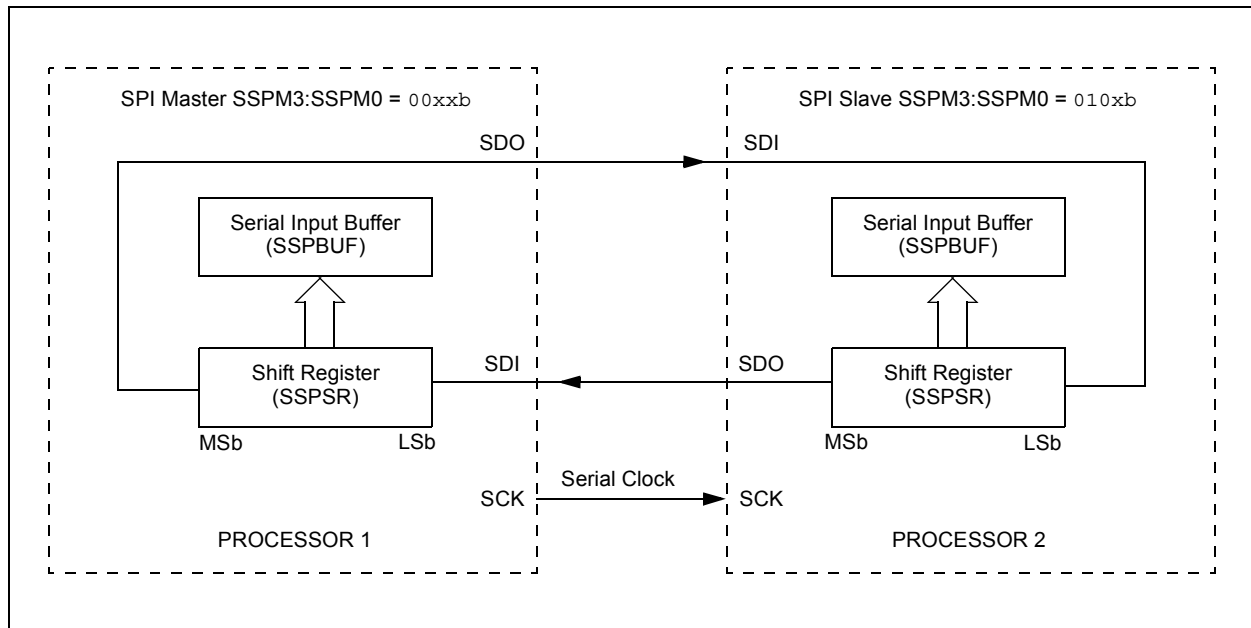 SPI Master SSPM3:SSPM0 = 00xxb
SPI Slave SSPM3:SSPM0 = 010xb
SDO
SDI
Serial Input Buffer
(SSPBUF)
Serial Input Buffer
(SSPBUF)
SDI
SDO
Shift Register
(SSPSR)
Shift Register
(SSPSR)
MSb
LSb
MSb
LSb
Serial Clock
SCK
SCK
PROCESSOR 1
PROCESSOR 2